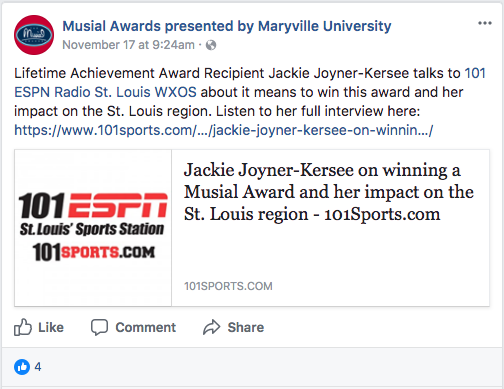 Musial Awards presented by Maryville University
November 17 at 9:24am ·
Lifetime Achievement Award Recipient Jackie Joyner-Kersee talks to 101
ESPN Radio St. Louis WXOS about it means to win this award and her
impact on the St. Louis region. Listen to her full interview here:
https://www.101sports.com/.../jackie-joyner-kersee-on-winnin.../
101 ESPN
St. Louis' Sports Station
101SPORTS.COM
Jackie Joyner-Kersee on winning a
Musial Award and her impact on the
St. Louis region - 101Sports.com
101SPORTS.COM
Like Comment Share
4